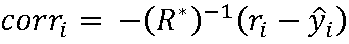 corr_i = −(R*)^{−1}(r_i − ŷ_i)